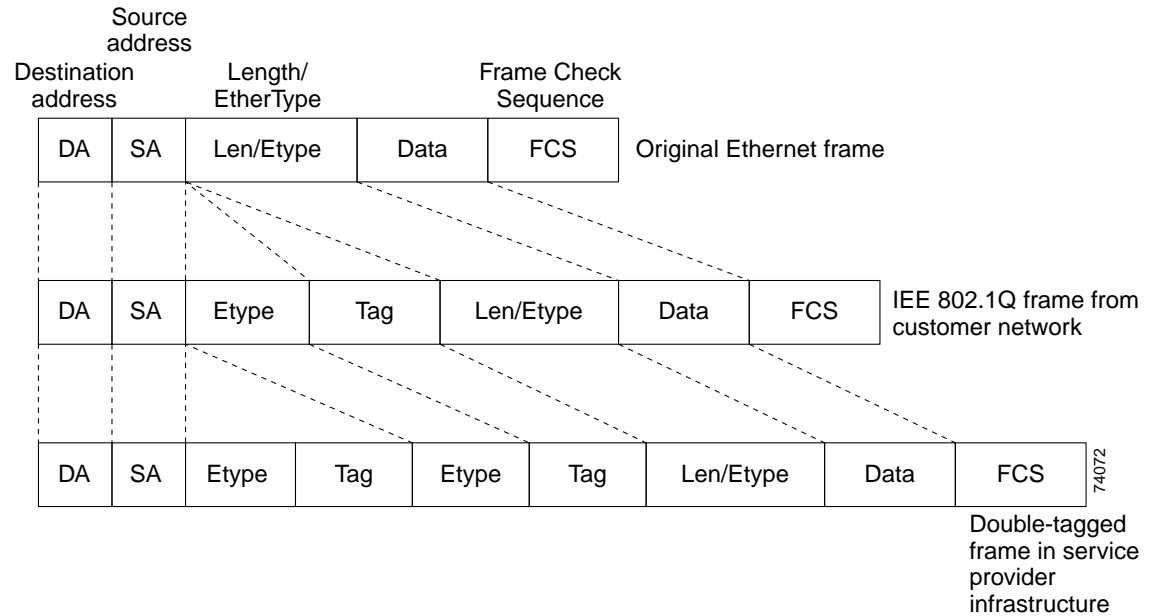 Source
address
Destination
address
Length/
EtherType
Frame Check
Sequence
DA SA Len/Etype Data FCS Original Ethernet frame
DA SA Etype Tag Len/Etype Data FCS IEE 802.1Q frame from
customer network
DA SA Etype Tag Etype Tag Len/Etype Data FCS 74072
Double-tagged
frame in service
provider
infrastructure